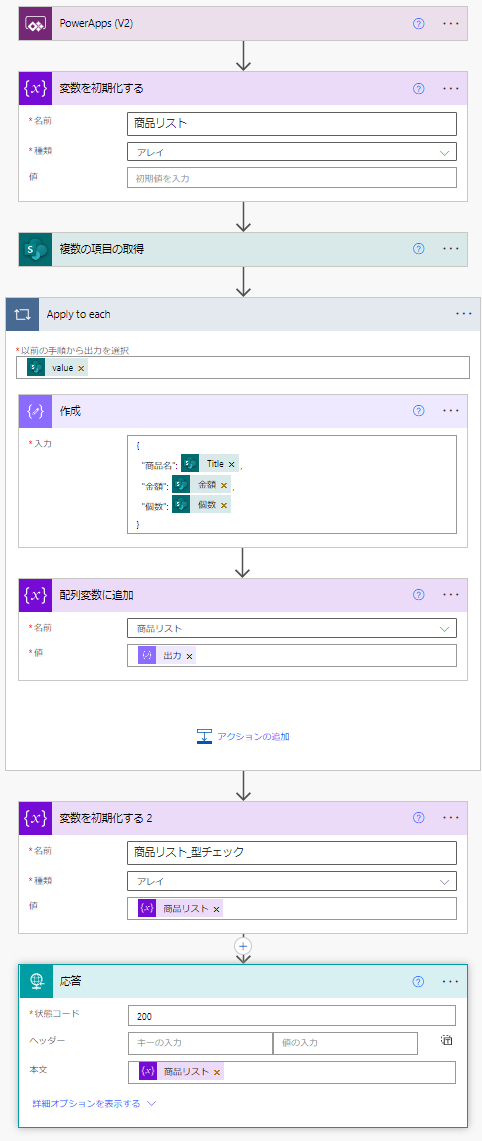 PowerApps (V2)
変数を初期化する
*名前 商品リスト
*種類 アレイ
値 初期値を入力
複数の項目の取得
Apply to each
*以前の手順から出力を選択
value ×
作成
*入力 {
"商品名": Title × ,
"金額": 金額 × ,
"個数": 個数 ×
}
配列変数に追加
*名前 商品リスト
*値 出力 ×
アクションの追加
変数を初期化する 2
*名前 商品リスト_型チェック
*種類 アレイ
値 {x} 商品リスト ×
応答
*状態コード 200
ヘッダー キーの入力 値の入力
本文 {x} 商品リスト ×
詳細オプションを表示する